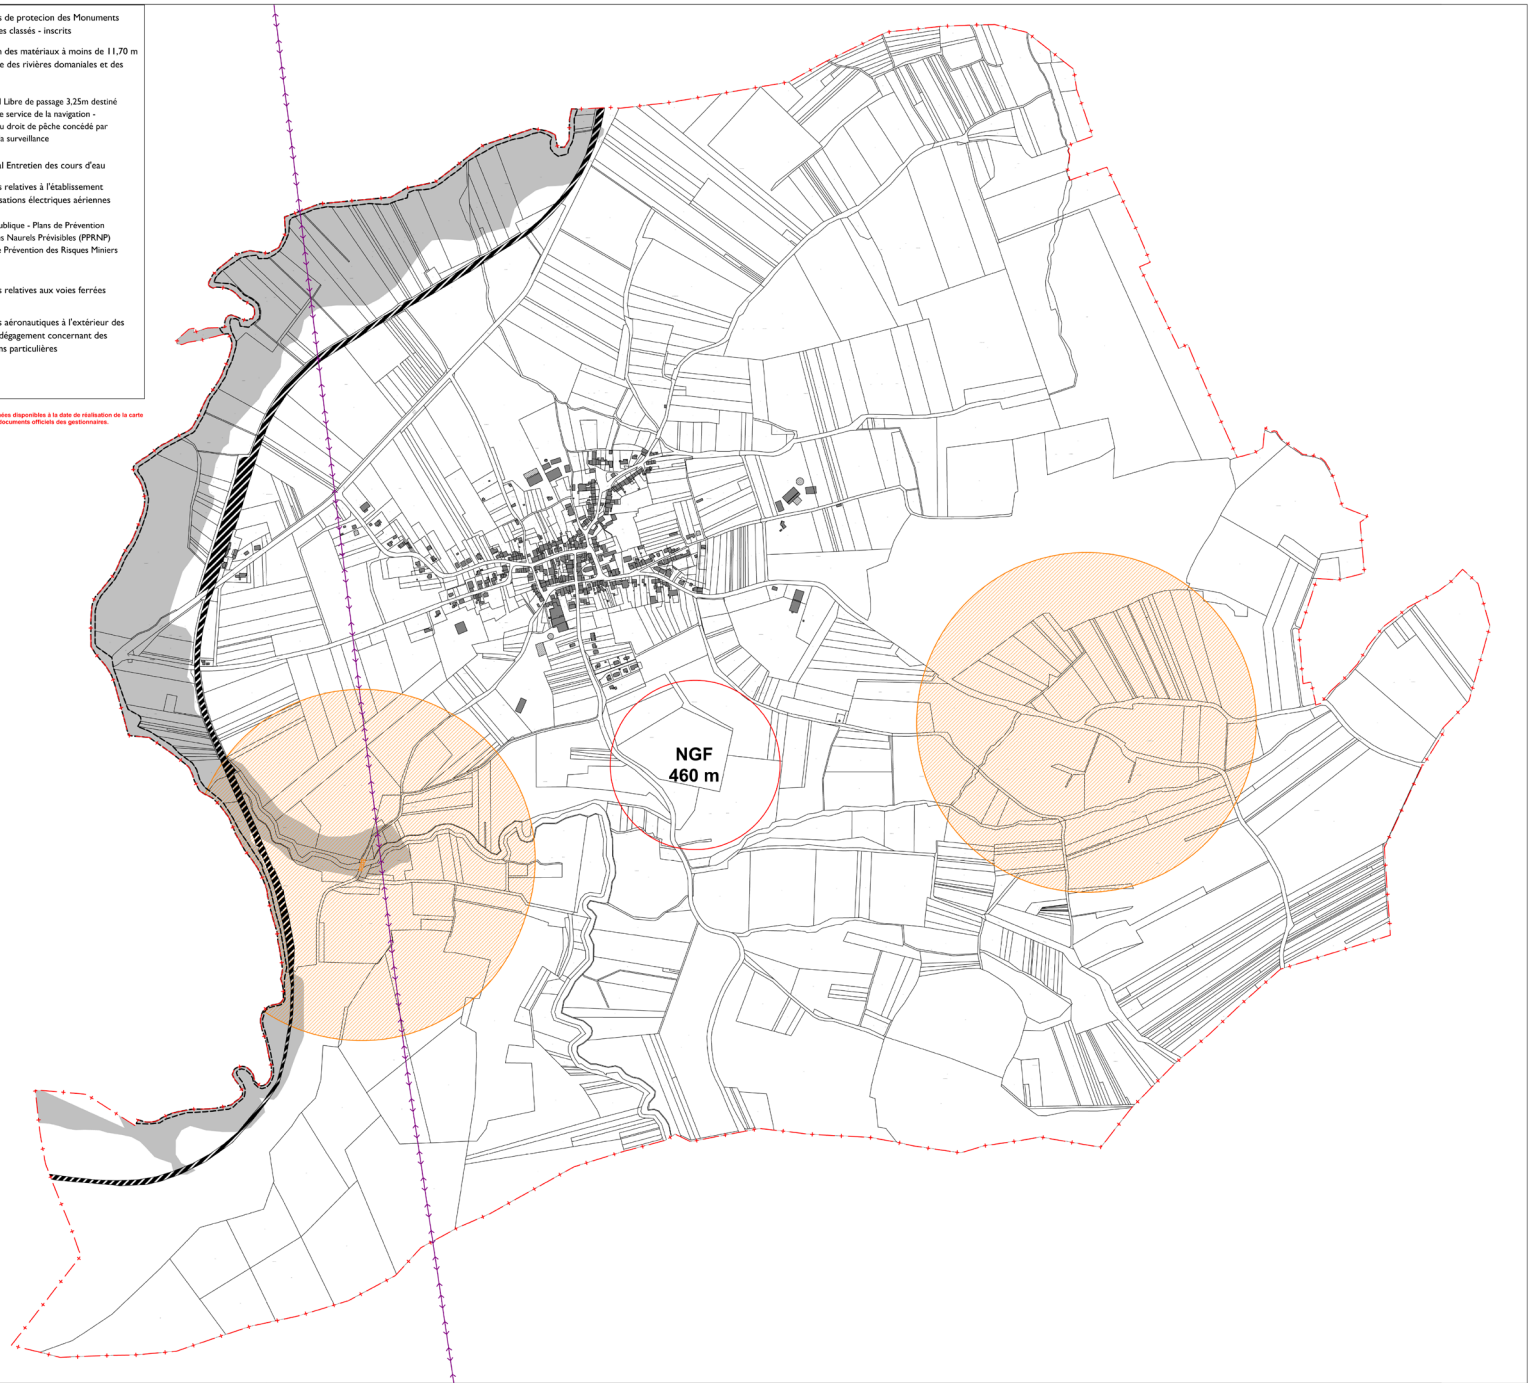 s de protecion des Monuments
es classés - inscrits
n des matériaux à moins de 11,70 m
e des rivières domaniales et des
l Libre de passage 3,25m destiné
e service de la navigation -
u droit de pêche concédé par
a surveillance
al Entretien des cours d'eau
s relatives à l'établissement
sations électriques aériennes
ublique - Plans de Prévention
s Naurels Prévisibles (PPRNP)
e Prévention des Risques Miniers
s relatives aux voies ferrées
s aéronautiques à l'extérieur des
dégagement concernant des
ns particulières
ées disponibles à la date de réalisation de la carte
documents officiels des gestionnaires.
NGF
460 m